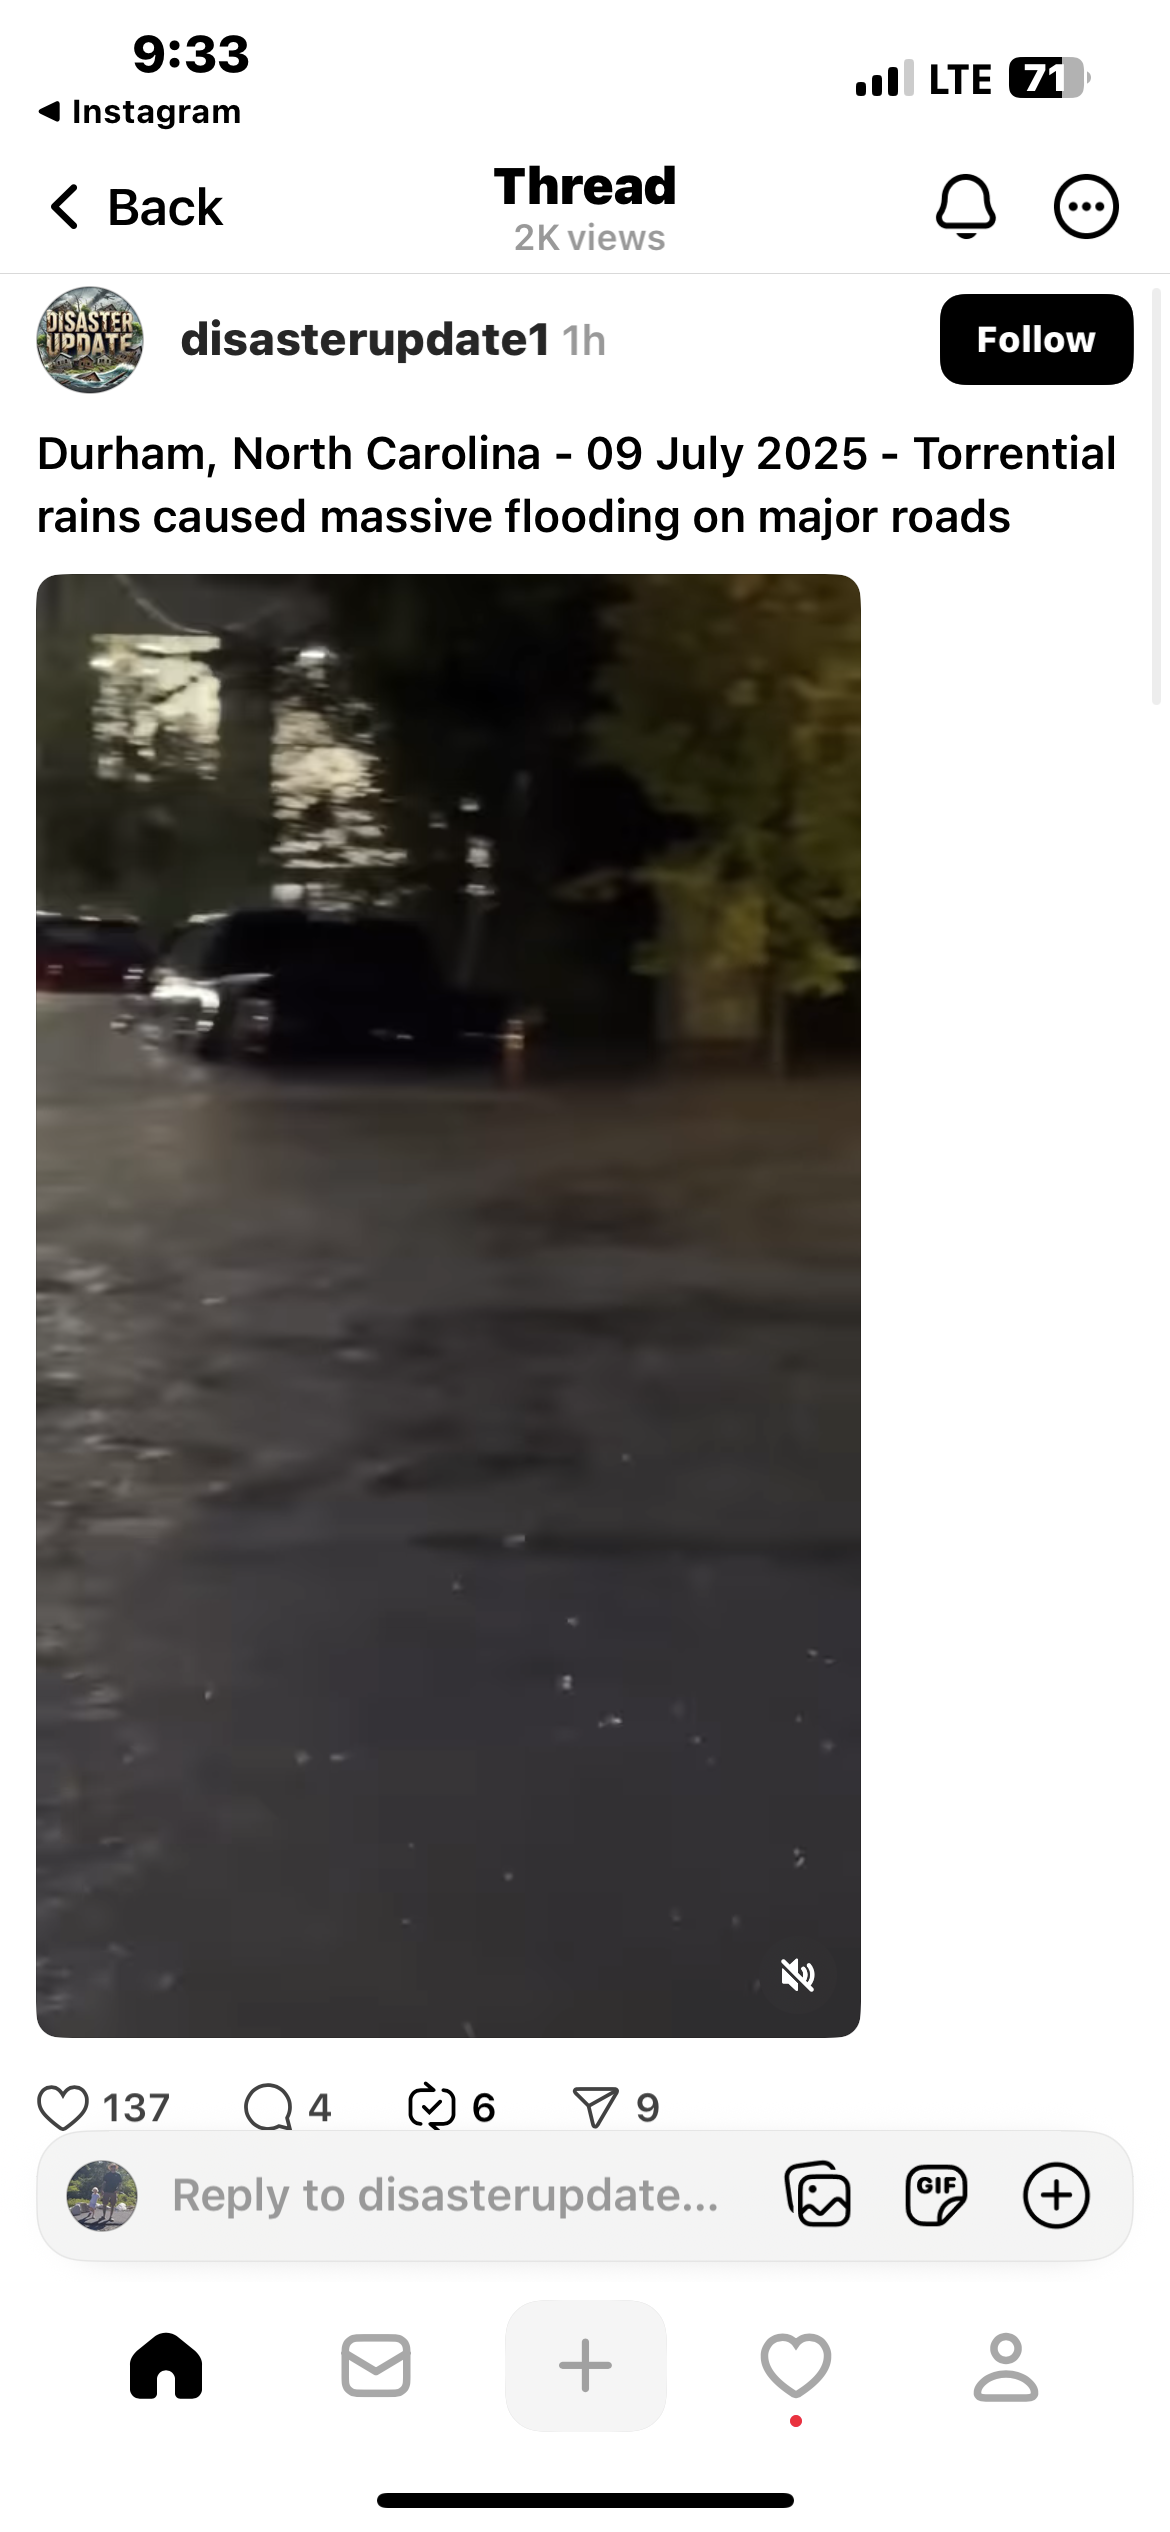 9:33
LTE 71
Instagram
Back
Thread
2K views
DISASTER
UPDATE
disasterupdate1 1h
Follow
Durham, North Carolina - 09 July 2025 - Torrential
rains caused massive flooding on major roads
137 4 6 9
Reply to disasterupdate...
GIF